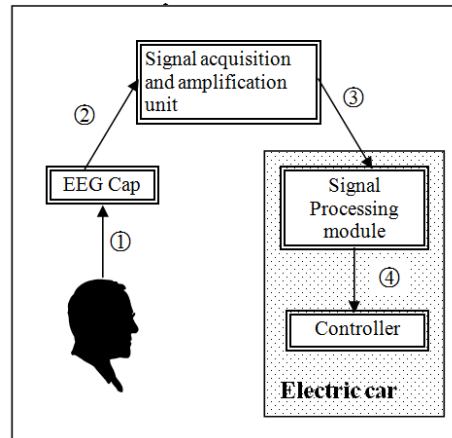 Signal acquisition
and amplification
unit
②
③
EEG Cap
Signal
Processing
module
①
④
Controller
Electric car